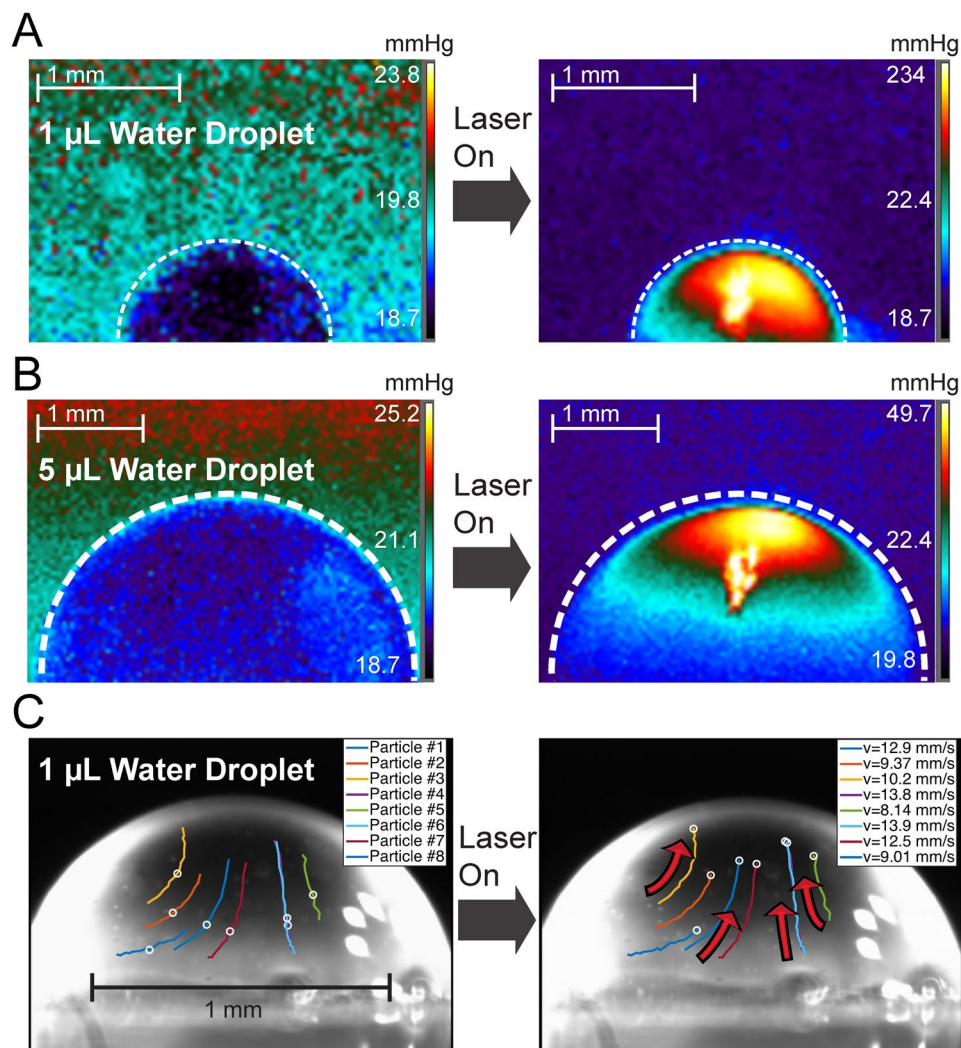 A
mmHg
mmHg
23.8
234
1 mm
1 mm
1 µL Water Droplet
Laser
On
19.8
22.4
18.7
18.7
B
mmHg
mmHg
25.2
49.7
1 mm
1 mm
5 µL Water Droplet
Laser
On
21.1
22.4
18.7
19.8
C
1 µL Water Droplet
Particle #1
Particle #2
Particle #3
Particle #4
Particle #5
Particle #6
Particle #7
Particle #8
Laser
On
v=12.9 mm/s
v=9.37 mm/s
v=10.2 mm/s
v=13.8 mm/s
v=8.14 mm/s
v=13.9 mm/s
v=12.5 mm/s
v=9.01 mm/s
1 mm